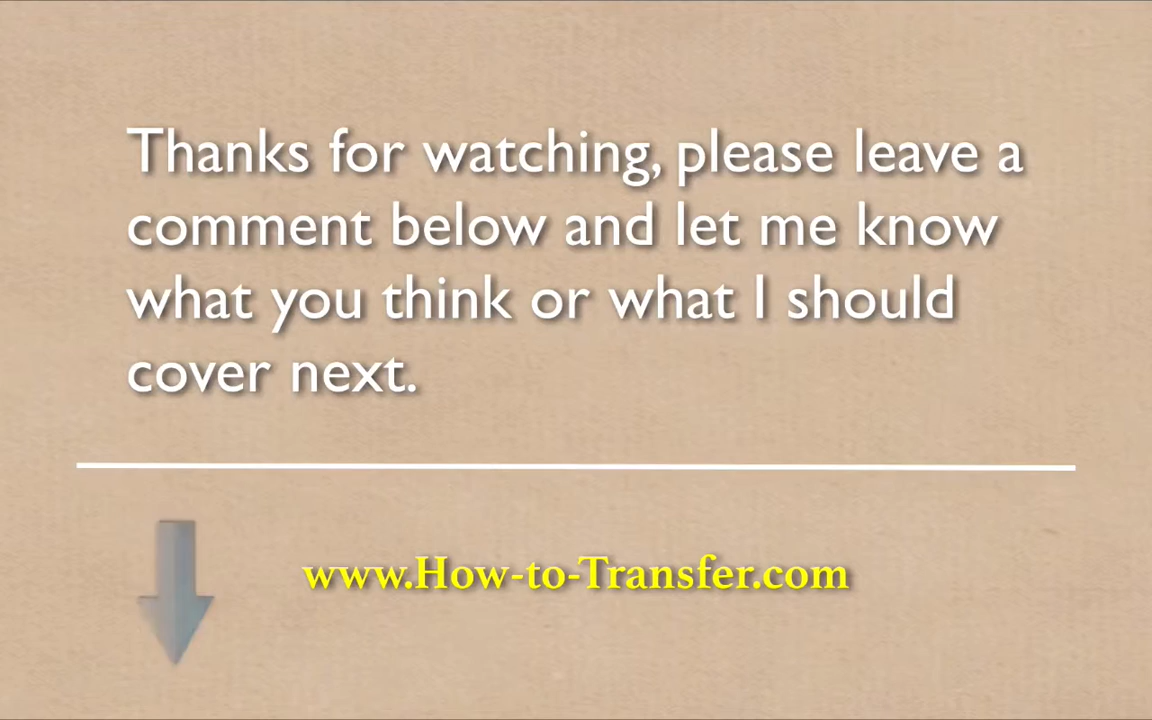 Thanks for watching, please leave a
comment below and let me know
what you think or what I should
cover next.
www.How-to-Transfer.com